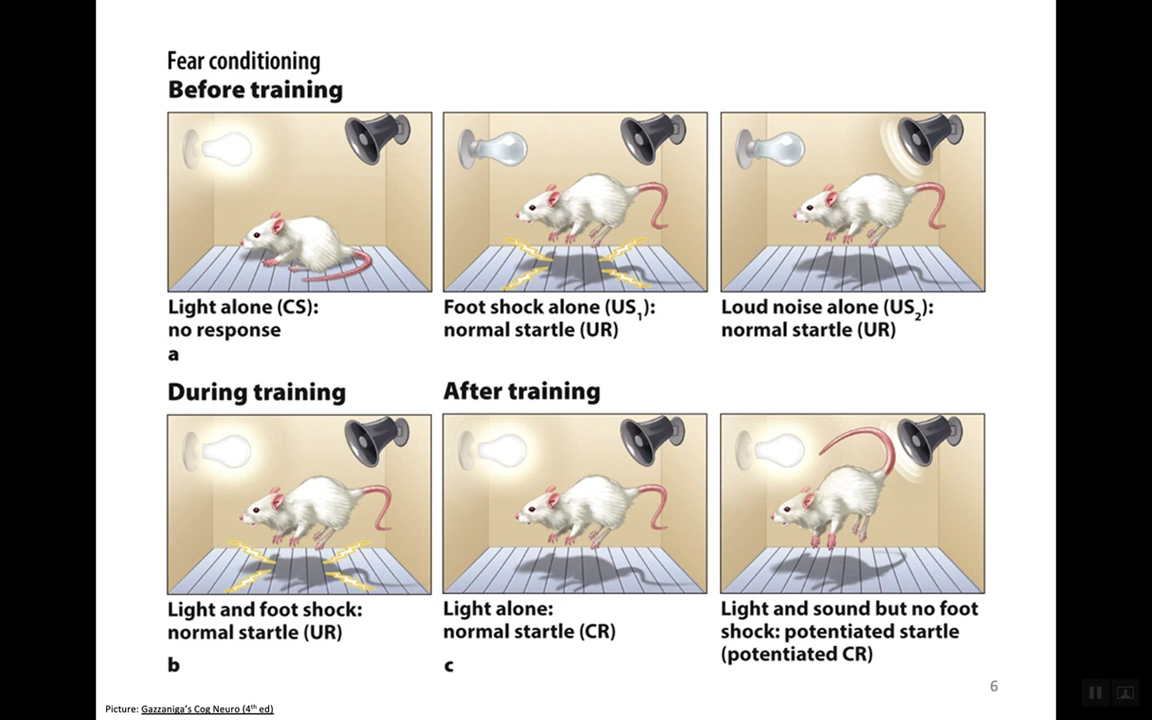 Fear conditioning
Before training
Light alone (CS):
no response
a
Foot shock alone (US₁):
normal startle (UR)
Loud noise alone (US₂):
normal startle (UR)
During training
Light and foot shock:
normal startle (UR)
b
After training
Light alone:
normal startle (CR)
c
Light and sound but no foot
shock: potentiated startle
(potentiated CR)
6
Picture: Gazzaniga's Cog Neuro (4th ed)